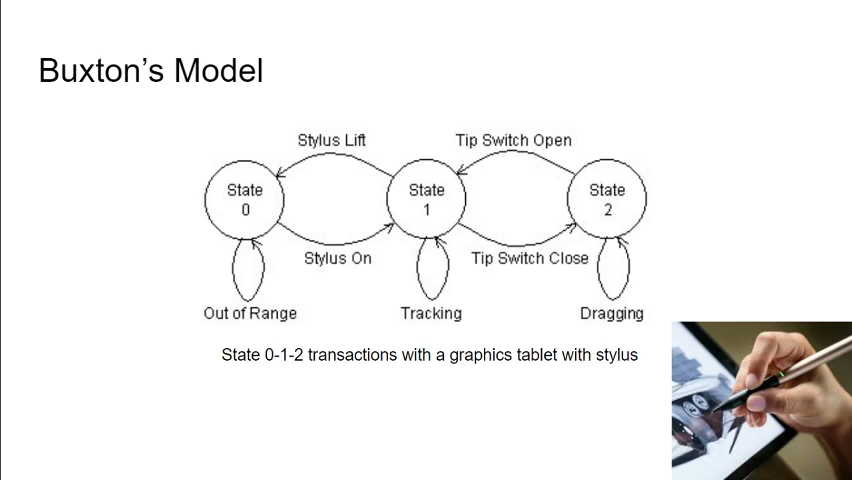 Buxton's Model
Stylus Lift
Tip Switch Open
State
0
State
1
State
2
Stylus On
Tip Switch Close
Out of Range
Tracking
Dragging
State 0-1-2 transactions with a graphics tablet with stylus